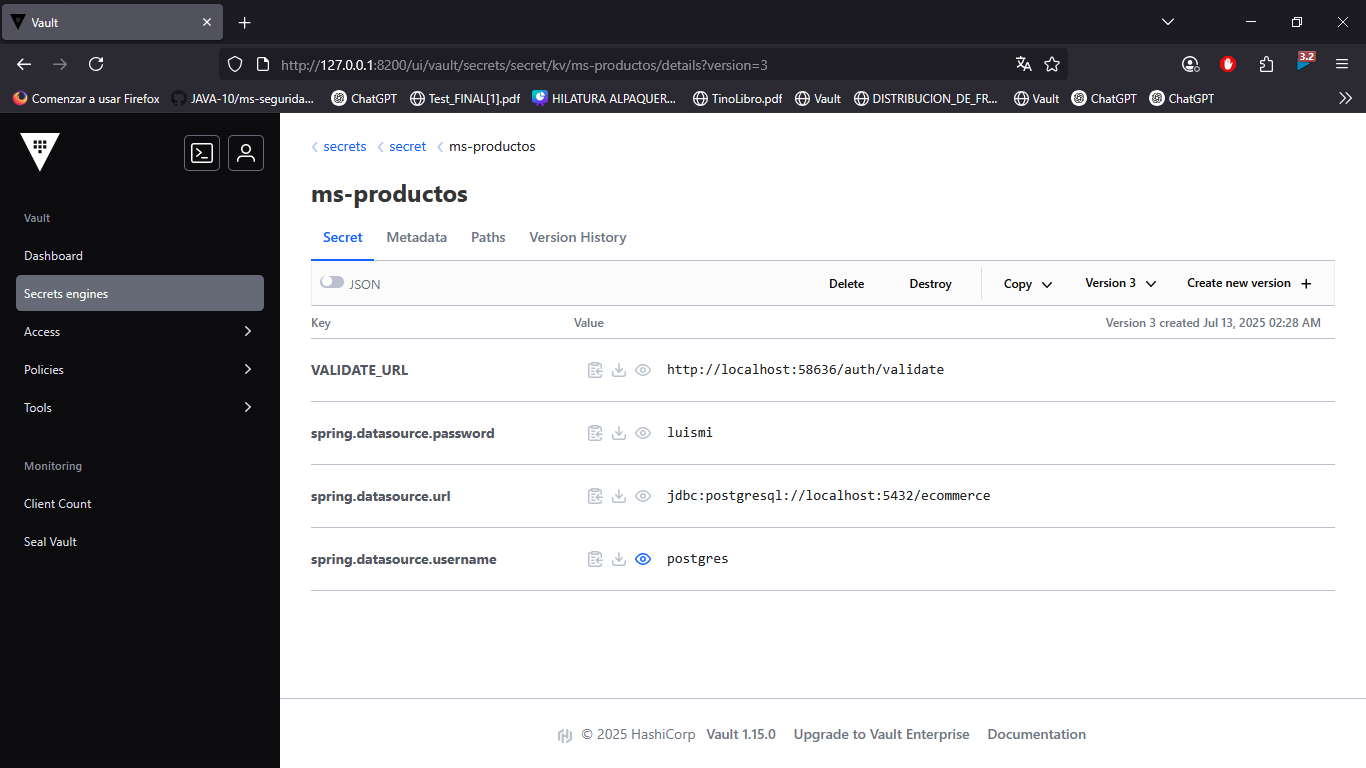 Vault
http://127.0.0.1:8200/ui/vault/secrets/secret/kv/ms-productos/details?version=3
3.2
Comenzar a usar Firefox JAVA-10/ms-segurida... ChatGPT Test_FINAL[1].pdf HILATURA ALPAQUER... TinoLibro.pdf Vault DISTRIBUCION_DE_FR... Vault ChatGPT ChatGPT
secrets secret ms-productos
ms-productos
Vault
Dashboard
Secrets engines
Access
Policies
Tools
Monitoring
Client Count
Seal Vault
Secret Metadata Paths Version History
JSON Delete Destroy Copy Version 3 Create new version +
Key Value Version 3 created Jul 13, 2025 02:28 AM
VALIDATE_URL http://localhost:58636/auth/validate
spring.datasource.password luismi
spring.datasource.url jdbc:postgresql://localhost:5432/ecommerce
spring.datasource.username postgres
© 2025 HashiCorp Vault 1.15.0 Upgrade to Vault Enterprise Documentation